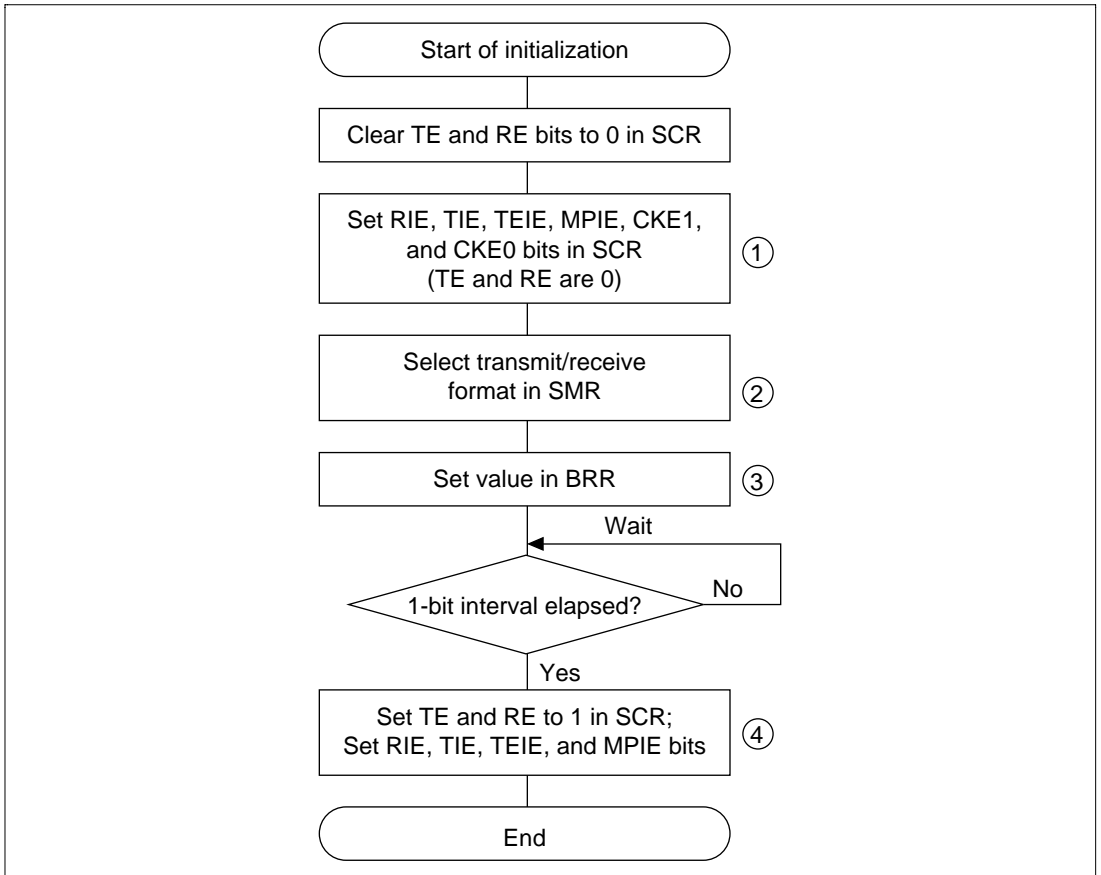 Start of initialization
Clear TE and RE bits to 0 in SCR
Set RIE, TIE, TEIE, MPIE, CKE1,
and CKE0 bits in SCR
(TE and RE are 0)
1
Select transmit/receive
format in SMR
2
Set value in BRR
3
Wait
1-bit interval elapsed?
No
Yes
Set TE and RE to 1 in SCR;
Set RIE, TIE, TEIE, and MPIE bits
4
End